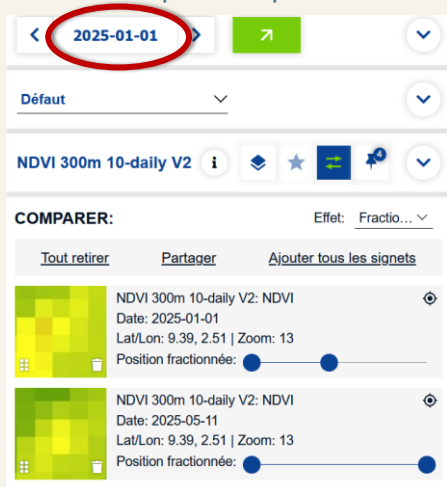 2025-01-01
Défaut
NDVI 300m 10-daily V2 i 4
COMPARER: Effet: Fractio...
Tout retirer Partager Ajouter tous les signets
NDVI 300m 10-daily V2: NDVI
Date: 2025-01-01
Lat/Lon: 9.39, 2.51 | Zoom: 13
Position fractionnée:
NDVI 300m 10-daily V2: NDVI
Date: 2025-05-11
Lat/Lon: 9.39, 2.51 | Zoom: 13
Position fractionnée: